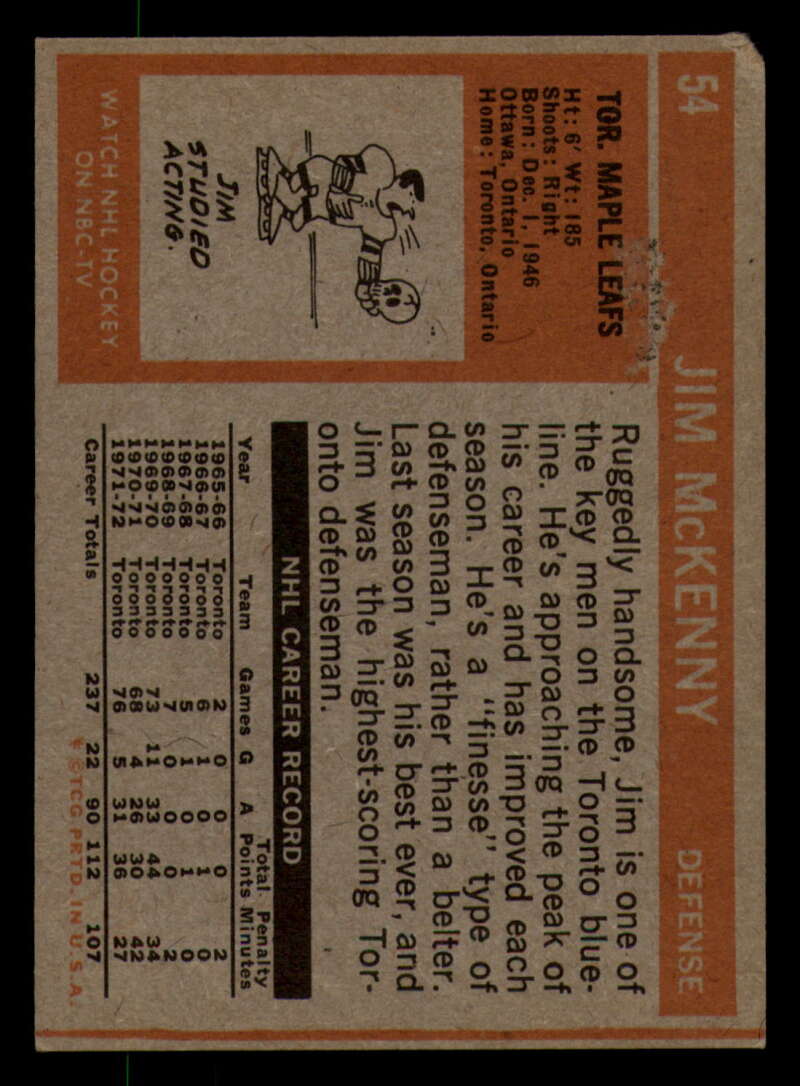 54 JIM McKENNY DEFENSE
TOR. MAPLE LEAFS
Ht: 6' Wt: 185
Shoots: Right
Born: Dec. 1, 1946
Ottawa, Ontario
Home: Toronto, Ontario
JIM
STUDIED
ACTING.
WATCH NHL HOCKEY
ON NBC-TV
Ruggedly handsome, Jim is one of
the key men on the Toronto blue-
line. He's approaching the peak of
his career and has improved each
season. He's a "finesse" type of
defenseman, rather than a belter.
Last season was his best ever, and
Jim was the highest-scoring Tor-
onto defenseman.
NHL CAREER RECORD
Total Penalty
Year Team Games G A Points Minutes
1965-66 Toronto 2 0 0 0 2
1966-67 Toronto 6 1 0 1 0
1967-68 Toronto 5 1 0 1 0
1968-69 Toronto 7 0 0 0 2
1969-70 Toronto 73 11 33 44 34
1970-71 Toronto 68 4 26 30 42
1971-72 Toronto 76 5 31 36 27
Career Totals 237 22 90 112 107
* © TCG PRTD. IN U.S.A.